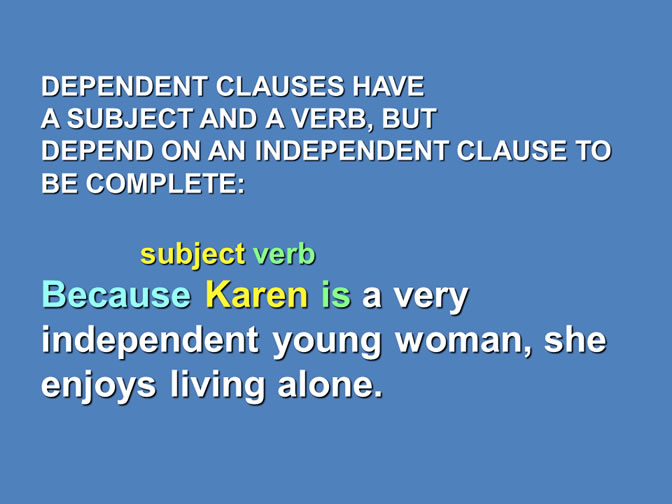 DEPENDENT CLAUSES HAVE
A SUBJECT AND A VERB, BUT
DEPEND ON AN INDEPENDENT CLAUSE TO
BE COMPLETE:
subject verb
Because Karen is a very
independent young woman, she
enjoys living alone.